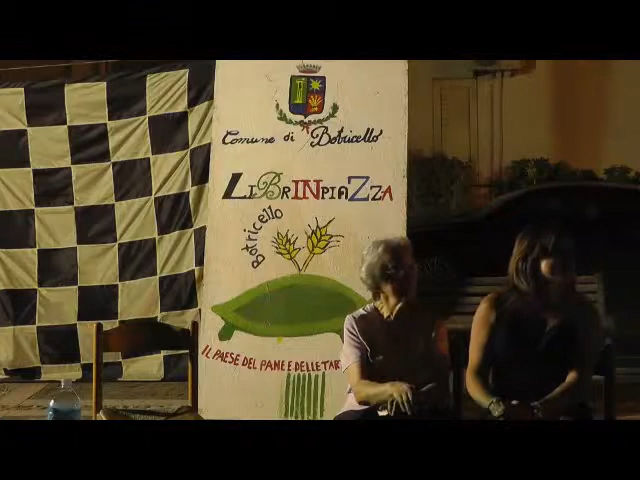 Comune di Botricello
LiBrINPIAZZA
Botricello
IL PAESE DEL PANE E DELLE TAR